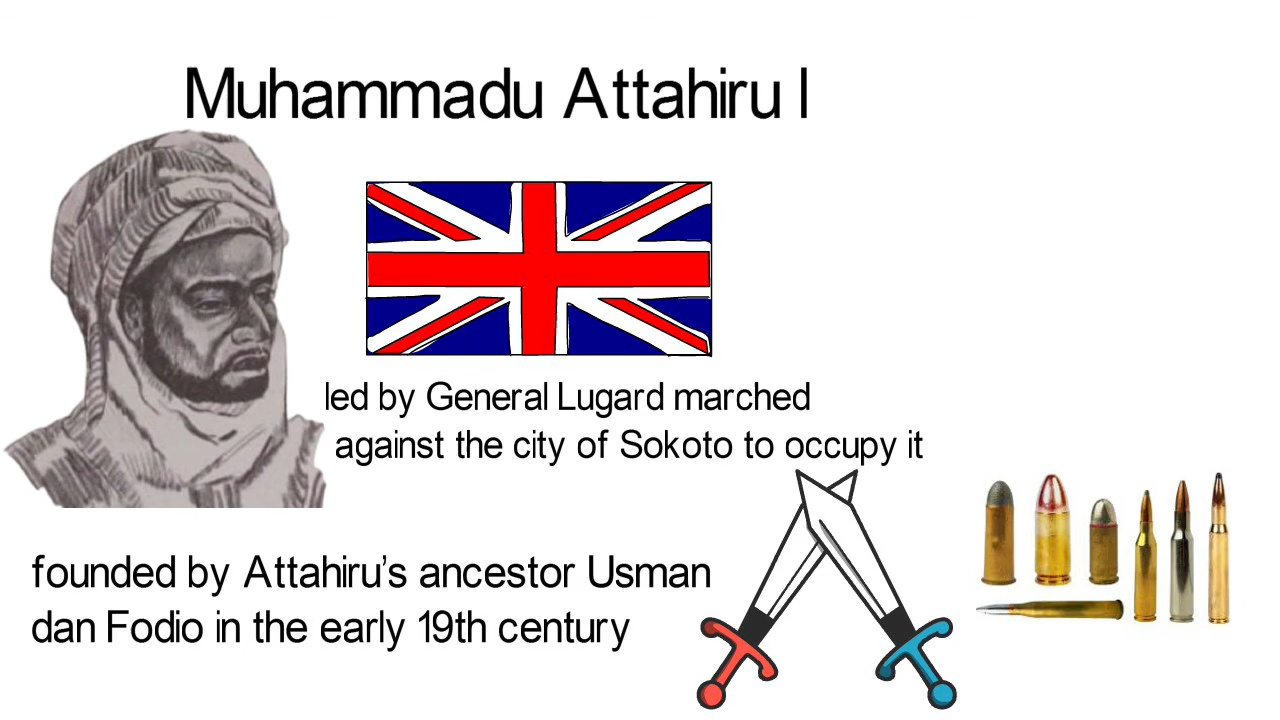 Muhammadu Attahiru I
led by General Lugard marched
against the city of Sokoto to occupy it
founded by Attahiru’s ancestor Usman
dan Fodio in the early 19th century